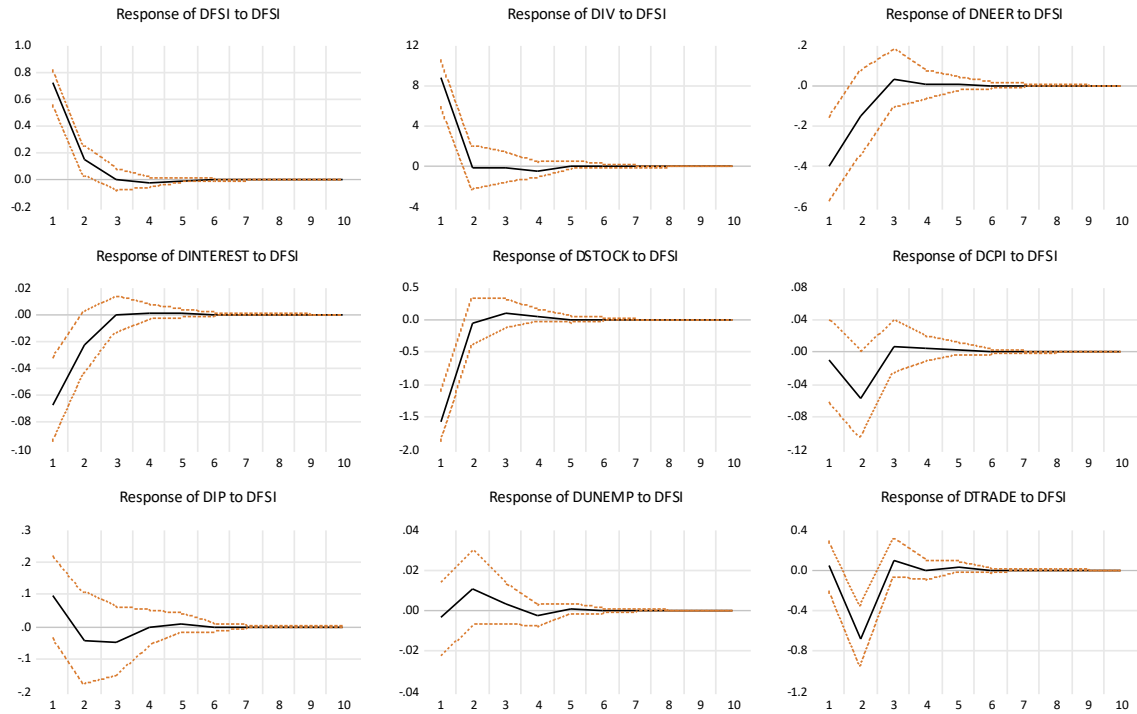 Response of DFSI to DFSI
1.0
0.8
0.6
0.4
0.2
0.0
-0.2
1 2 3 4 5 6 7 8 9 10
Response of DIV to DFSI
12
8
4
0
-4
1 2 3 4 5 6 7 8 9 10
Response of DNEER to DFSI
.2
.0
-.2
-.4
-.6
1 2 3 4 5 6 7 8 9 10
Response of DINTEREST to DFSI
.02
.00
-.02
-.04
-.06
-.08
-.10
1 2 3 4 5 6 7 8 9 10
Response of DSTOCK to DFSI
0.5
0.0
-0.5
-1.0
-1.5
-2.0
1 2 3 4 5 6 7 8 9 10
Response of DCPI to DFSI
.08
.04
.00
-.04
-.08
-.12
1 2 3 4 5 6 7 8 9 10
Response of DIP to DFSI
.3
.2
.1
.0
-.1
-.2
1 2 3 4 5 6 7 8 9 10
Response of DUNEMP to DFSI
.04
.02
.00
-.02
-.04
1 2 3 4 5 6 7 8 9 10
Response of DTRADE to DFSI
0.4
0.0
-0.4
-0.8
-1.2
1 2 3 4 5 6 7 8 9 10